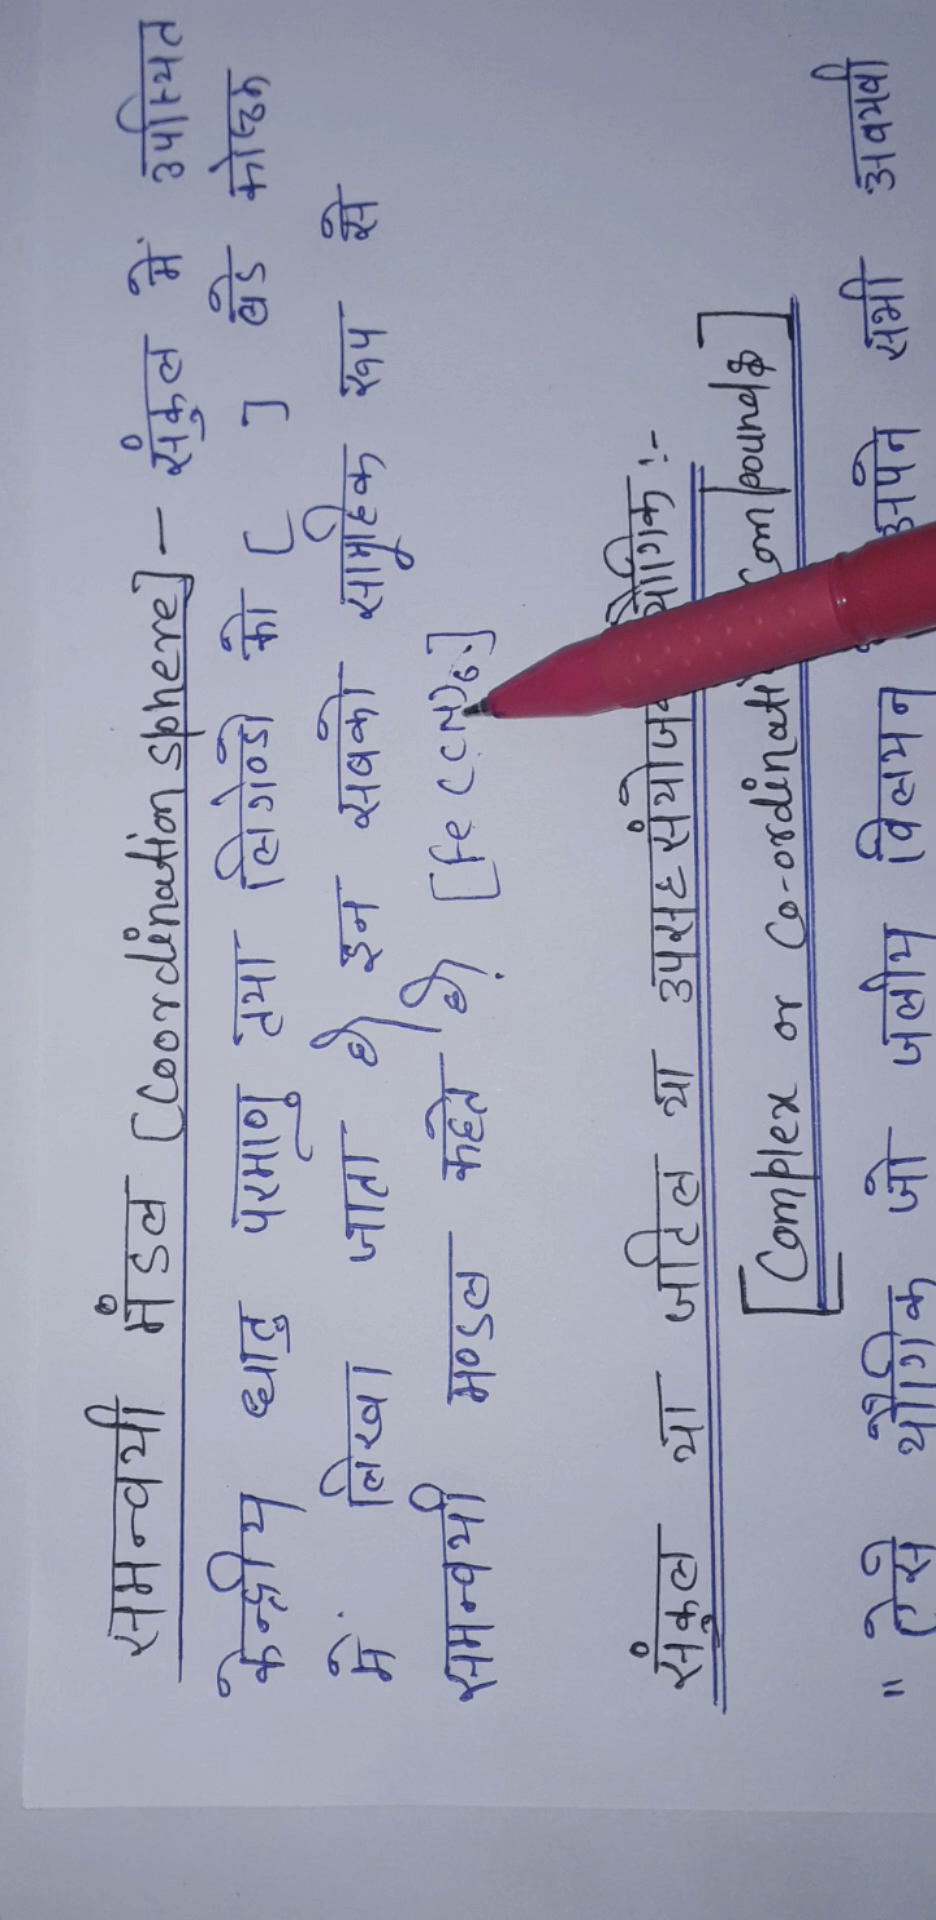 समन्वयी मंडल [Coordination sphere] - संकुल में उपस्थित
केन्द्रीय धातु परमाणु तथा लिगेण्डो को [ ] बड़े कोष्ठक
में लिखा जाता है, इन सबको सामुहिक रूप से
समन्वयी मण्डल कहते है. [Fe(CN)6.]
संकुल या जटिल या उपसहसंयोजक यौगिक :-
[Complex or Co-ordination Compounds]
" ऐसे यौगिक जो जलीय विलयन अपने सभी अवयवी